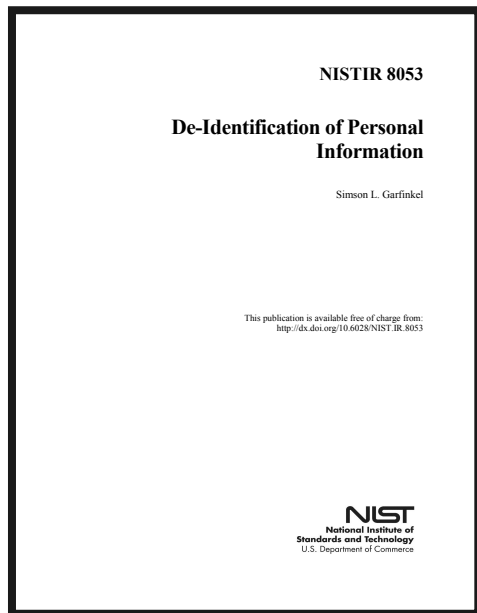 NISTIR 8053
De-Identification of Personal
Information
Simson L. Garfinkel
This publication is available free of charge from:
http://dx.doi.org/10.6028/NIST.IR.8053
NIST
National Institute of
Standards and Technology
U.S. Department of Commerce